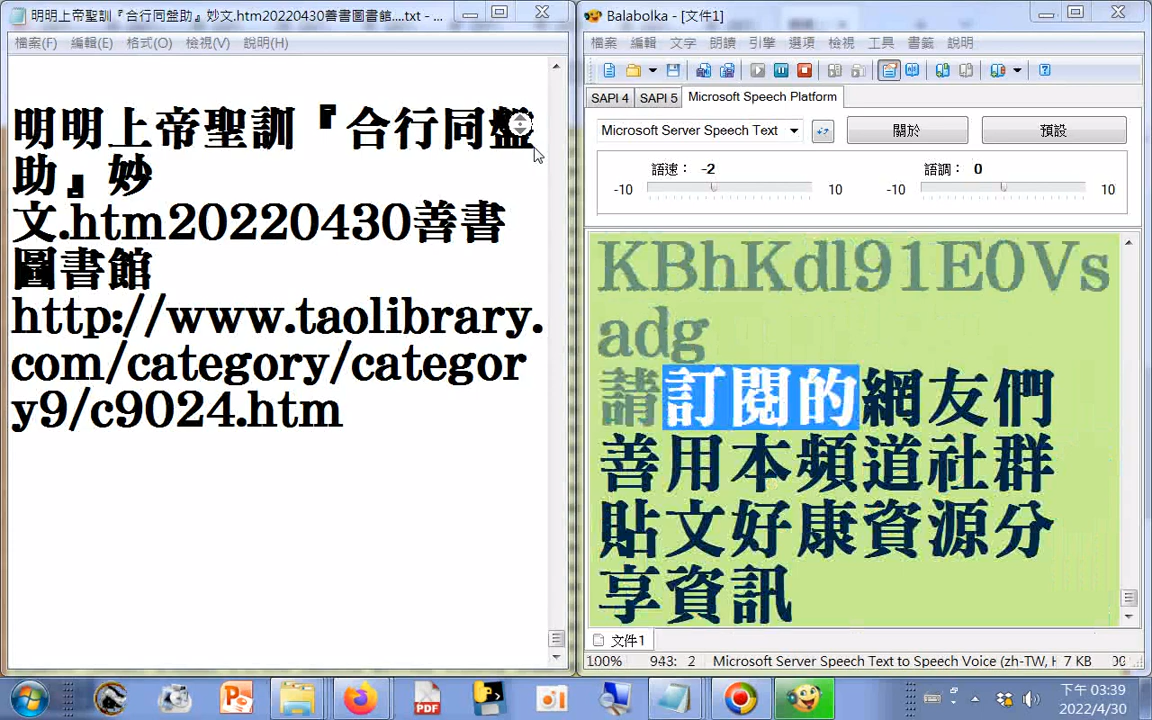 明明上帝聖訓『合行同盤助』妙文.htm20220430善書圖書館....txt - ...
檔案(F) 編輯(E) 格式(O) 檢視(V) 說明(H)
明明上帝聖訓『合行同盤
助』妙
文.htm20220430善書
圖書館
http://www.taolibrary.
com/category/categor
y9/c9024.htm
Balabolka - [文件1]
檔案 編輯 文字 朗讀 引擎 選項 檢視 工具 書籤 說明
SAPI 4 SAPI 5 Microsoft Speech Platform
Microsoft Server Speech Text 關於 預設
語速： -2 語調： 0
-10 10 -10 10
KBhKdl91E0Vs
adg
請訂閱的網友們
善用本頻道社群
貼文好康資源分
享資訊
文件1
100% 943: 2 Microsoft Server Speech Text to Speech Voice (zh-TW, H 7 KB
PDF
下午 03:39
2022/4/30